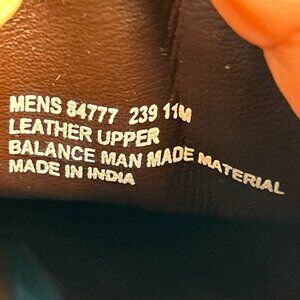 MENS 84777 239 11M
LEATHER UPPER
BALANCE MAN MADE MATERIAL
MADE IN INDIA